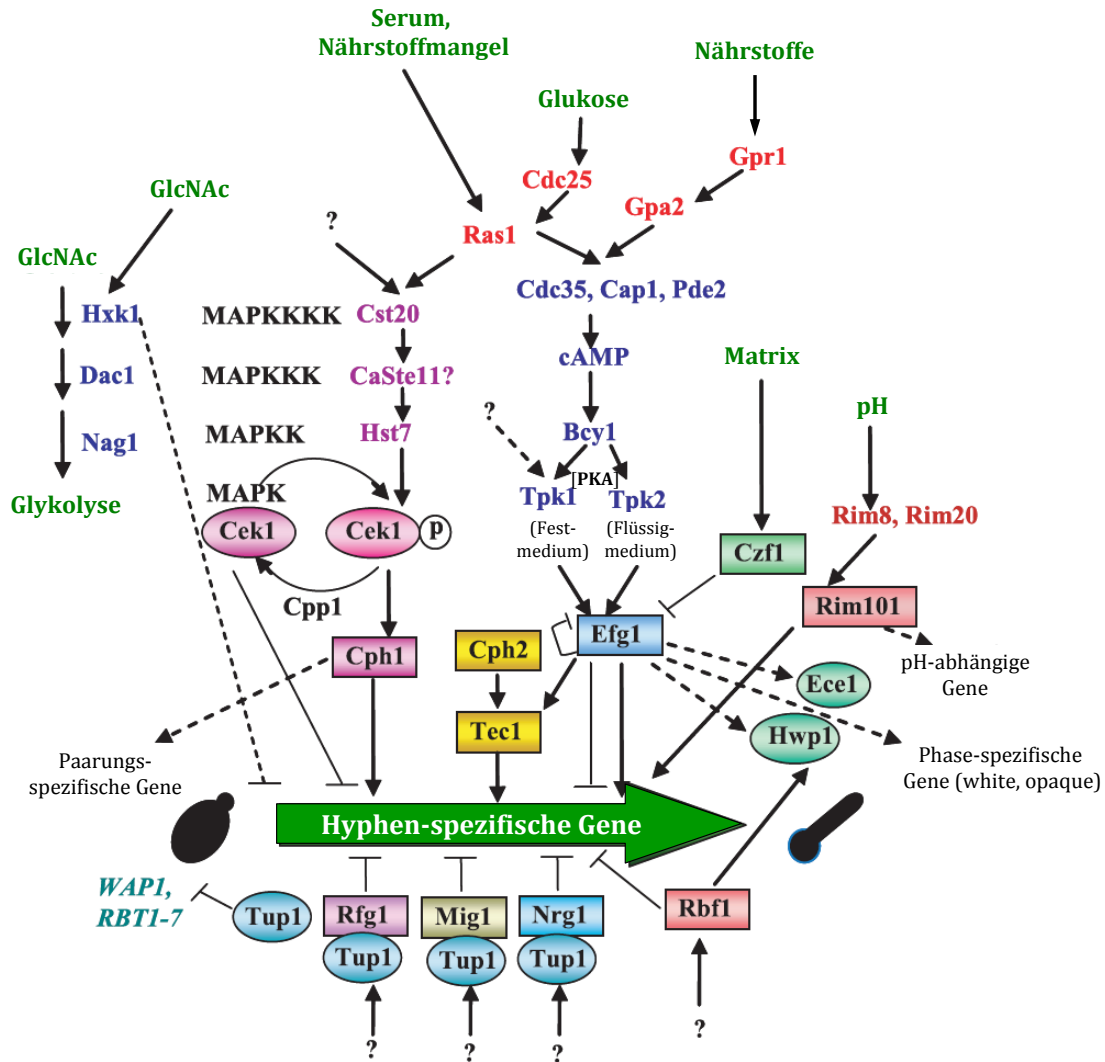 Serum,
Nährstoffmangel
Nährstoffe
Glukose
Gpr1
Cdc25
GlcNAc
Gpa2
?
Ras1
GlcNAc
Cdc35, Cap1, Pde2
Hxk1
MAPKKKK Cst20
cAMP
Matrix
Dac1
MAPKKK CaSte11?
?
pH
Nag1
MAPKK Hst7
Bcy1
[PKA]
Glykolyse
MAPK
Tpk1
Tpk2
Rim8, Rim20
Cek1
Cek1
p
(Fest-
medium)
(Flüssig-
medium)
Czf1
Cpp1
Rim101
Efg1
Cph1
Cph2
pH-abhängige
Gene
Ece1
Tec1
Hwp1
Paarungs-
spezifische Gene
Phase-spezifische
Gene (white, opaque)
Hyphen-spezifische Gene
WAP1,
RBT1-7
Tup1
Rfg1
Mig1
Nrg1
Rbf1
Tup1
Tup1
Tup1
?
?
?
?